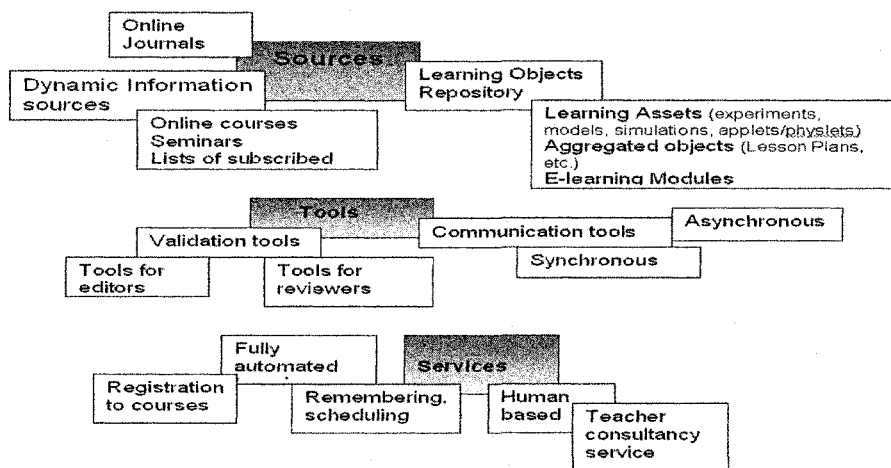 Online
Journals
Sources
Dynamic Information
sources
Learning Objects
Repository
Online courses
Seminars
Lists of subscribed
Learning Assets (experiments,
models, simulations, applets/physlets)
Aggregated objects (Lesson Plans,
etc.)
E-learning Modules
Tools
Validation tools
Communication tools
Asynchronous
Synchronous
Tools for
editors
Tools for
reviewers
Fully
automated
Services
Registration
to courses
Remembering,
scheduling
Human
based
Teacher
consultancy
service